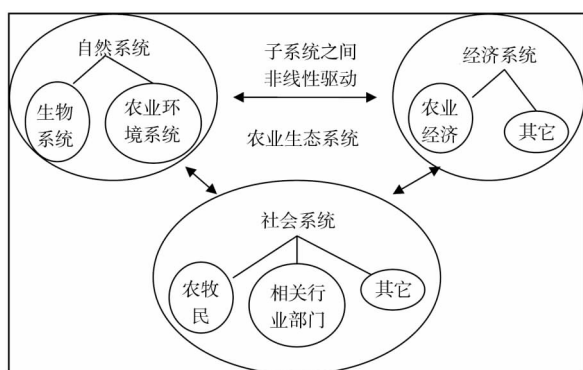 自然系统
生物
系统
农业环
境系统
子系统之间
非线性驱动
农业生态系统
经济系统
农业
经济
其它
社会系统
农牧
民
相关行
业部门
其它